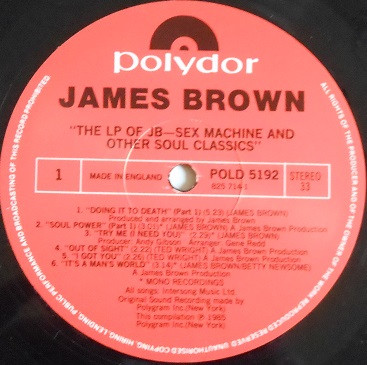 polydor
JAMES BROWN
"THE LP OF JB—SEX MACHINE AND
OTHER SOUL CLASSICS"
1 MADE IN ENGLAND POLD 5192 STEREO
825 714-1 33
1. "DOING IT TO DEATH" (Part 1) (5.23) (JAMES BROWN)
Produced and arranged by James Brown
2. "SOUL POWER" (Part 1) (3.01)* (JAMES BROWN) A James Brown Production
3. "TRY ME (I NEED YOU)" (2.29)* (JAMES BROWN)
Producer: Andy Gibson Arranger: Gene Redd
4. "OUT OF SIGHT" (2.22) (TED WRIGHT) A James Brown Production
5. "I GOT YOU" (2.26) (TED WRIGHT) A James Brown Production
6. "IT'S A MAN'S WORLD" (3.14)* (JAMES BROWN/BETTY NEWSOME)
A James Brown Production
* MONO RECORDINGS
All songs: Intersong Music Ltd
Original Sound Recording made by
Polygram Inc. (New York)
This compilation ℗ 1985
Polygram Inc. (New York)
ALL RIGHTS OF THE PRODUCER AND OF THE OWNER OF THE WORK REPRODUCED RESERVED
UNAUTHORISED COPYING, HIRING, LENDING, PUBLIC PERFORMANCE AND BROADCASTING OF THIS RECORD PROHIBITED.